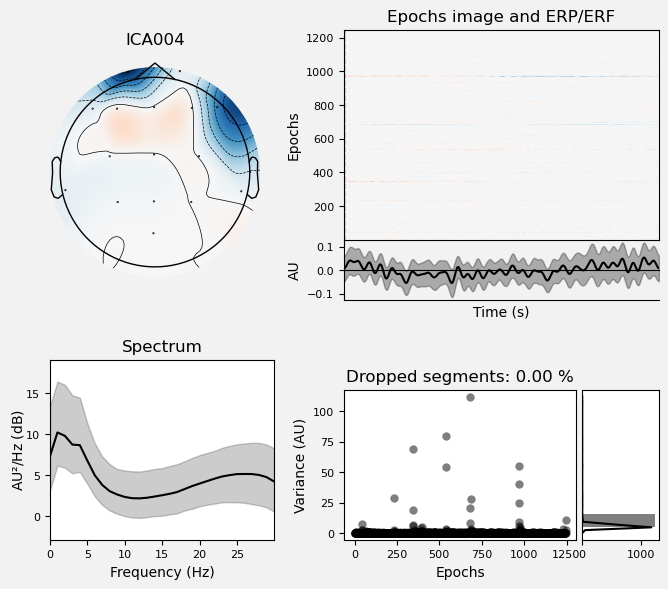 ICA004
Epochs image and ERP/ERF
1200
1000
800
600
400
200
Epochs
0.1
0.0
−0.1
AU
Time (s)
Spectrum
15
10
5
0
AU²/Hz (dB)
0
5
10
15
20
25
Frequency (Hz)
Dropped segments: 0.00 %
100
75
50
25
0
Variance (AU)
0
250
500
750
1000
1250
Epochs
0
1000